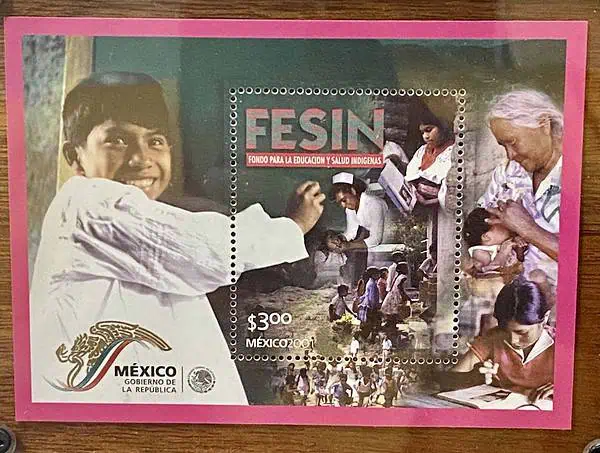 FESIN
FONDO PARA LA EDUCACION Y SALUD INDIGENAS
$3.00
MÉXICO2001
MÉXICO
GOBIERNO DE
LA REPÚBLICA